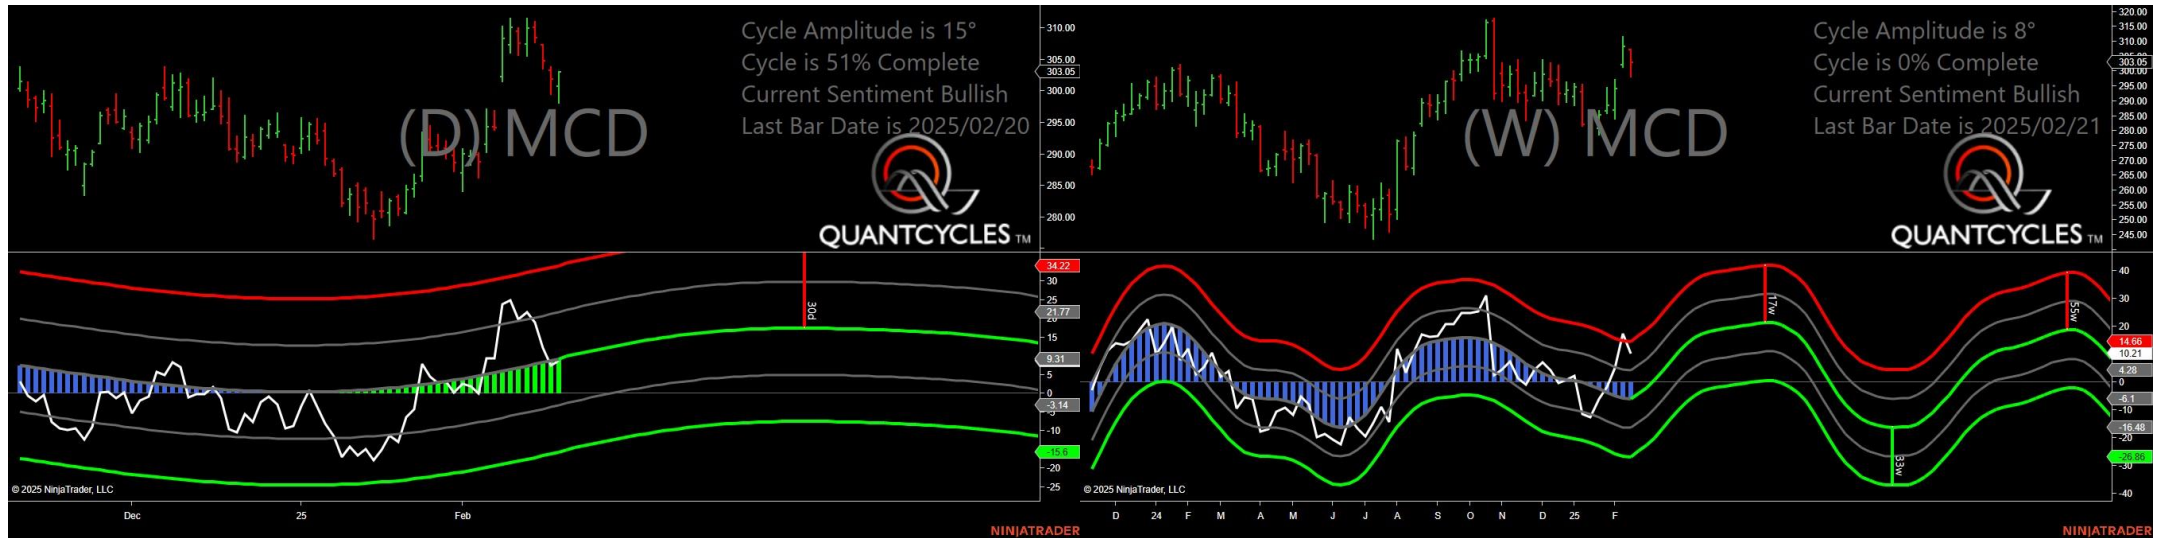 Cycle Amplitude is 15°
Cycle is 51% Complete
Current Sentiment Bullish
Last Bar Date is 2025/02/20
(D) MCD
QUANTCYCLES TM
310.00
305.00
303.05
300.00
295.00
290.00
285.00
280.00
34.22
30
25
21.77
15
9.31
5
0
-3.14
-5
-10
-15.6
-20
-25
30d
© 2025 NinjaTrader, LLC
Dec
25
Feb
NINJATRADER
Cycle Amplitude is 8°
Cycle is 0% Complete
Current Sentiment Bullish
Last Bar Date is 2025/02/21
(W) MCD
QUANTCYCLES TM
320.00
315.00
310.00
303.05
300.00
295.00
290.00
285.00
280.00
275.00
270.00
265.00
260.00
255.00
250.00
245.00
40
30
20
14.66
10.21
4.28
0
-6.1
-10
-16.48
-20
-26.86
-30
-40
17w
33w
55w
© 2025 NinjaTrader, LLC
D 24 F M A M J J A S O N D 25 F
NINJATRADER